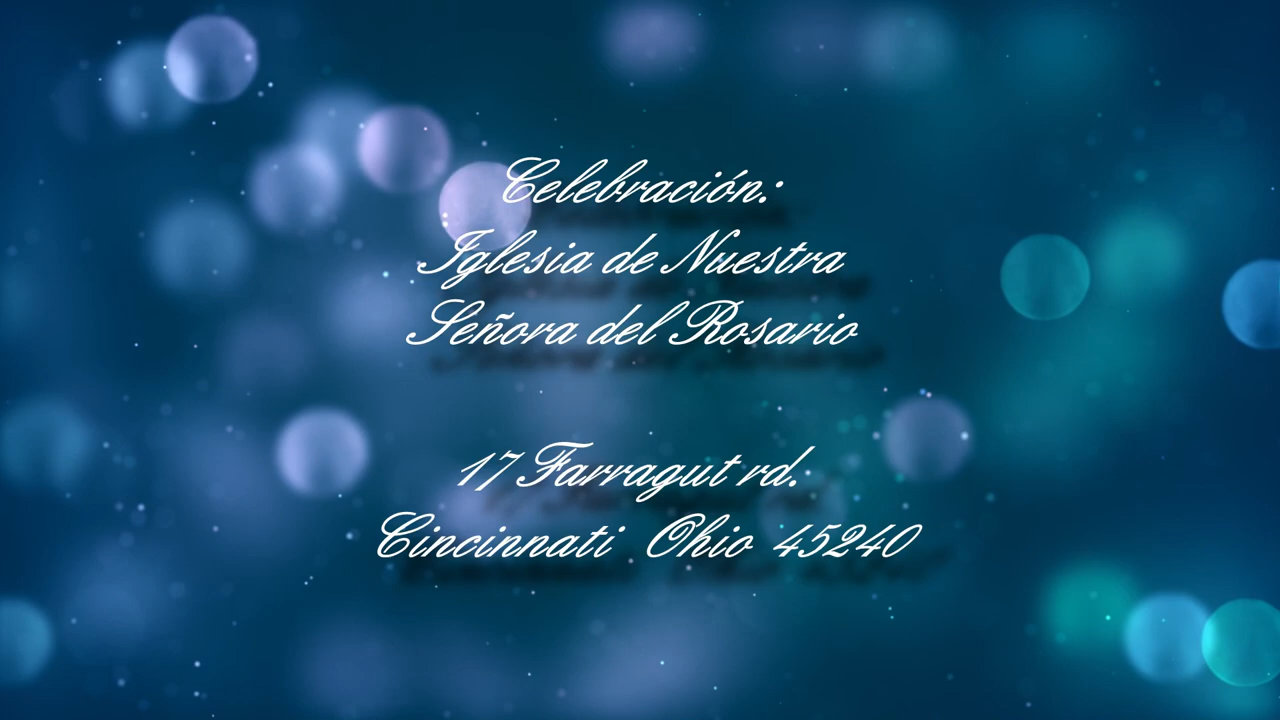 Celebración:
Iglesia de Nuestra
Señora del Rosario
17 Farragut rd.
Cincinnati Ohio 45240